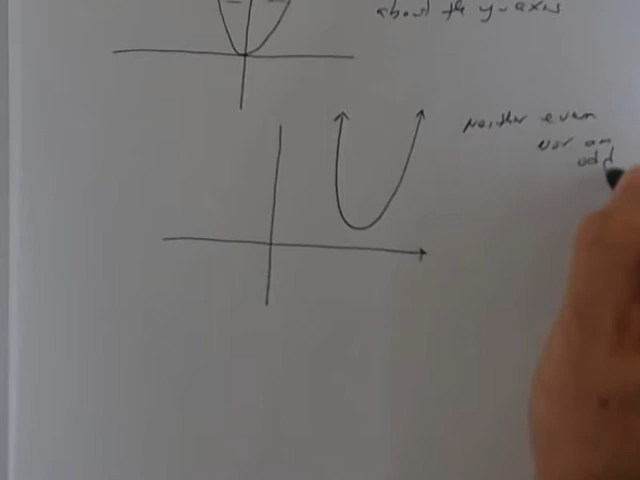 about the y-axis
Neither even
nor an
odd